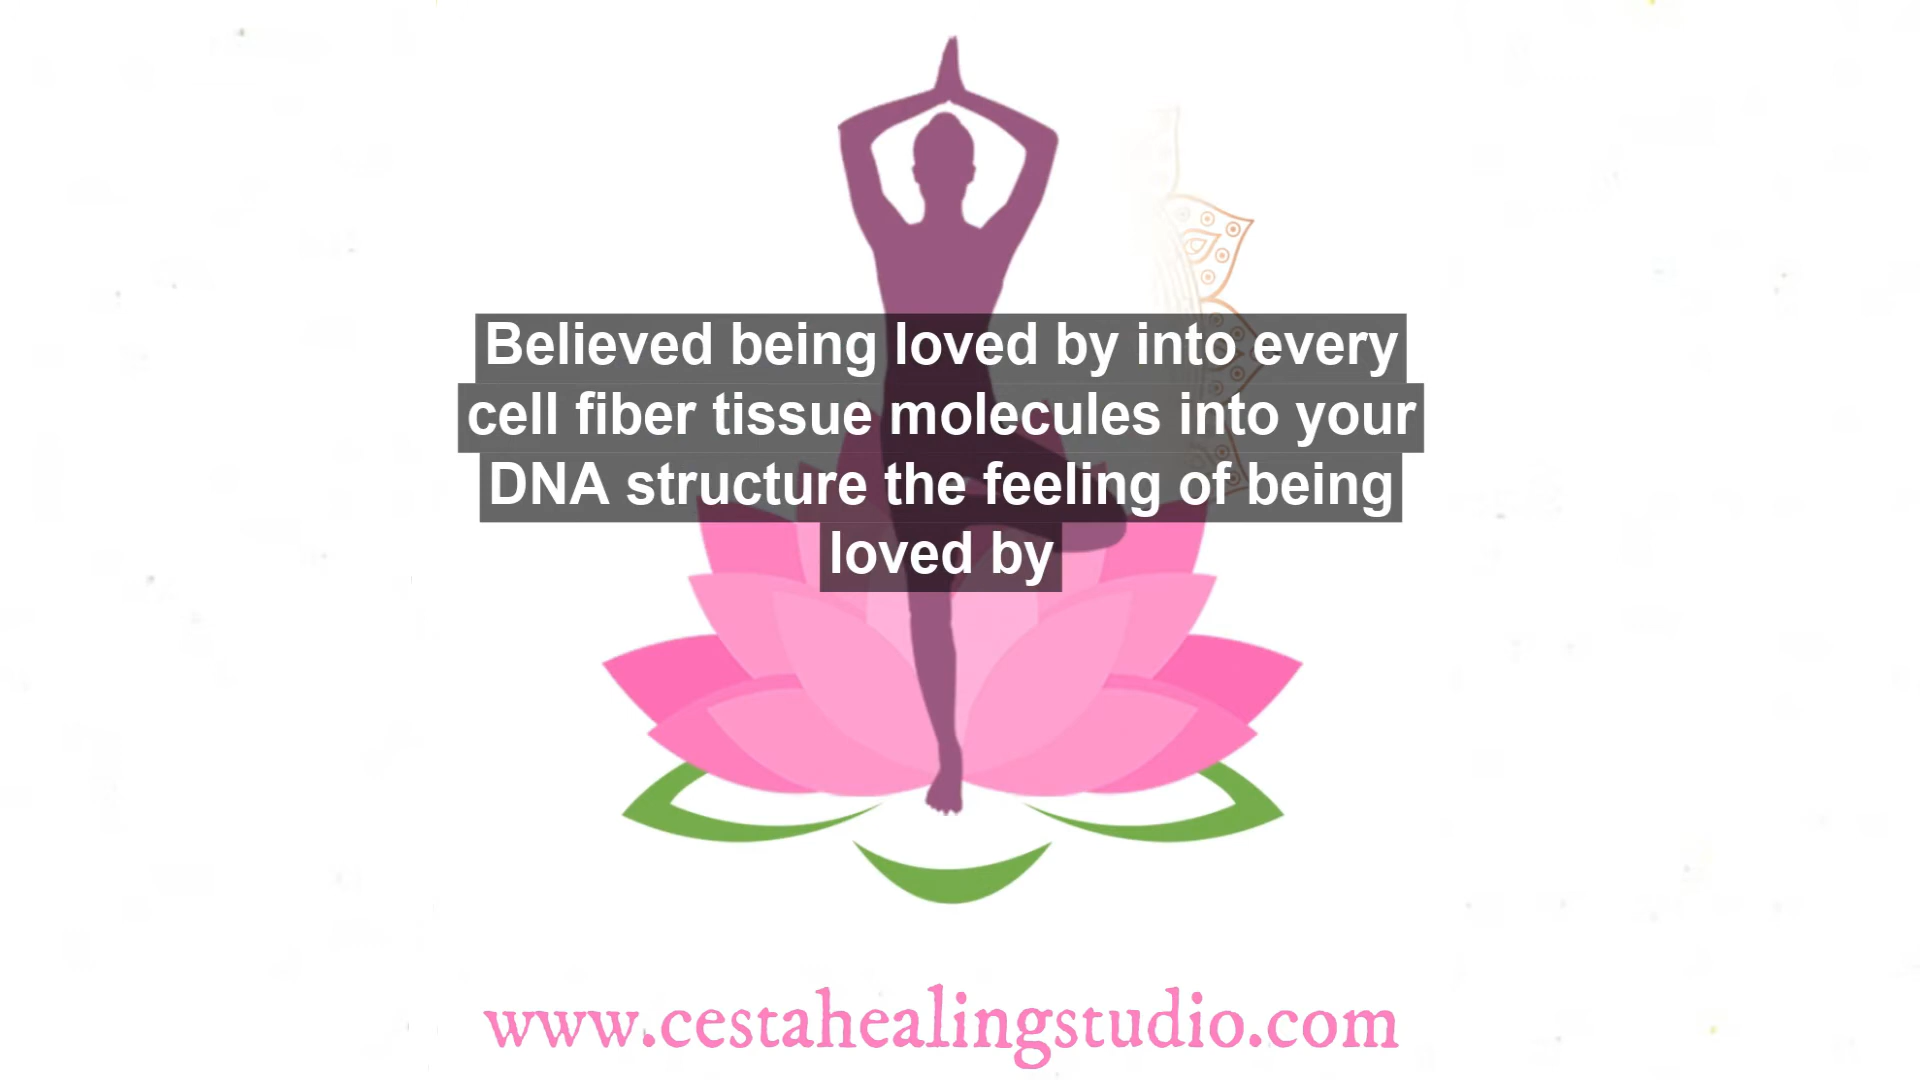 Believed being loved by into every
cell fiber tissue molecules into your
DNA structure the feeling of being
loved by
www.cestahealingstudio.com